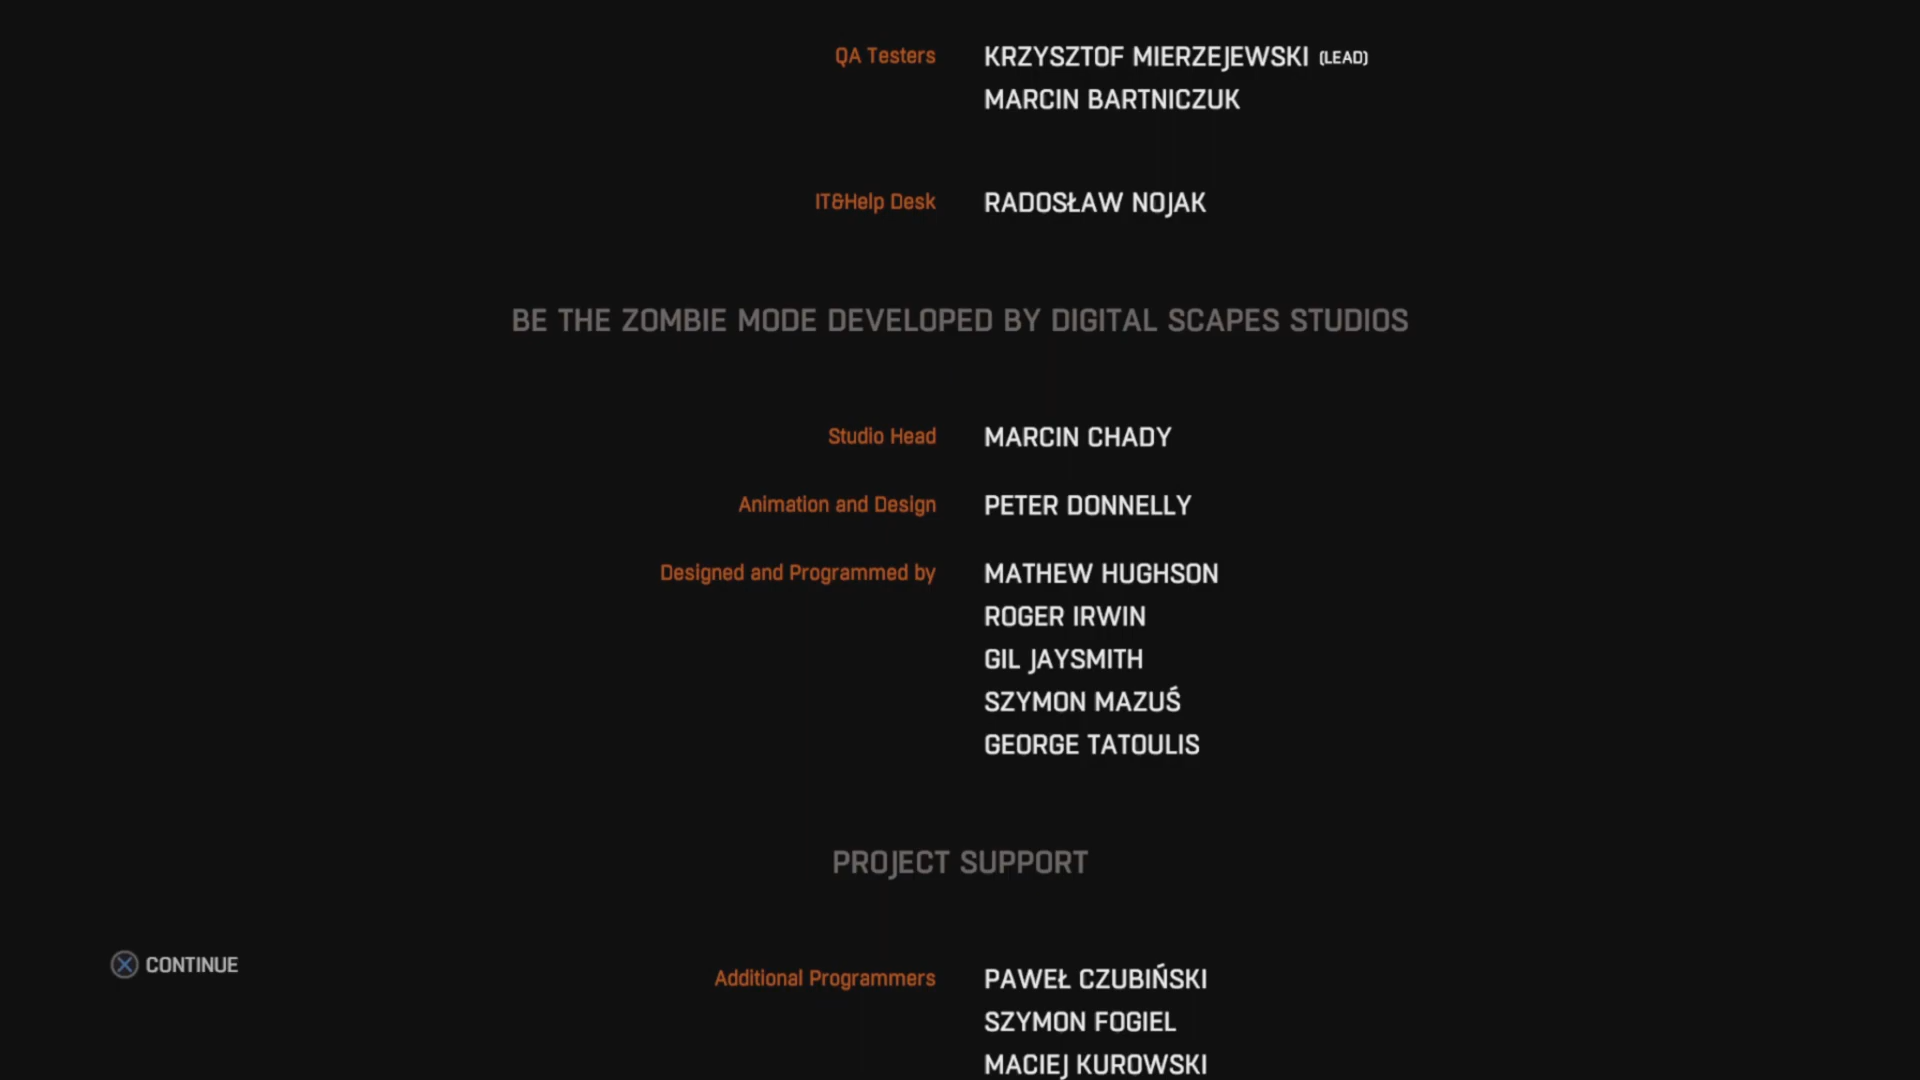 QA Testers KRZYSZTOF MIERZEJEWSKI (LEAD)
MARCIN BARTNICZUK
IT&Help Desk RADOSŁAW NOJAK
BE THE ZOMBIE MODE DEVELOPED BY DIGITAL SCAPES STUDIOS
Studio Head MARCIN CHADY
Animation and Design PETER DONNELLY
Designed and Programmed by MATHEW HUGHSON
ROGER IRWIN
GIL JAYSMITH
SZYMON MAZUŚ
GEORGE TATOULIS
PROJECT SUPPORT
CONTINUE
Additional Programmers PAWEŁ CZUBIŃSKI
SZYMON FOGIEL
MACIEJ KUROWSKI